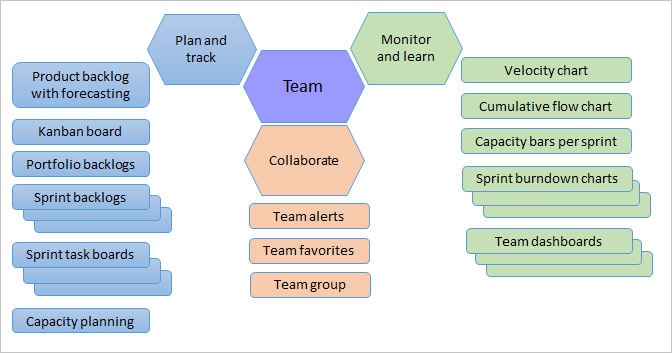 Plan and
track
Monitor
and learn
Team
Collaborate
Product backlog
with forecasting
Kanban board
Portfolio backlogs
Sprint backlogs
Sprint task boards
Capacity planning
Team alerts
Team favorites
Team group
Velocity chart
Cumulative flow chart
Capacity bars per sprint
Sprint burndown charts
Team dashboards